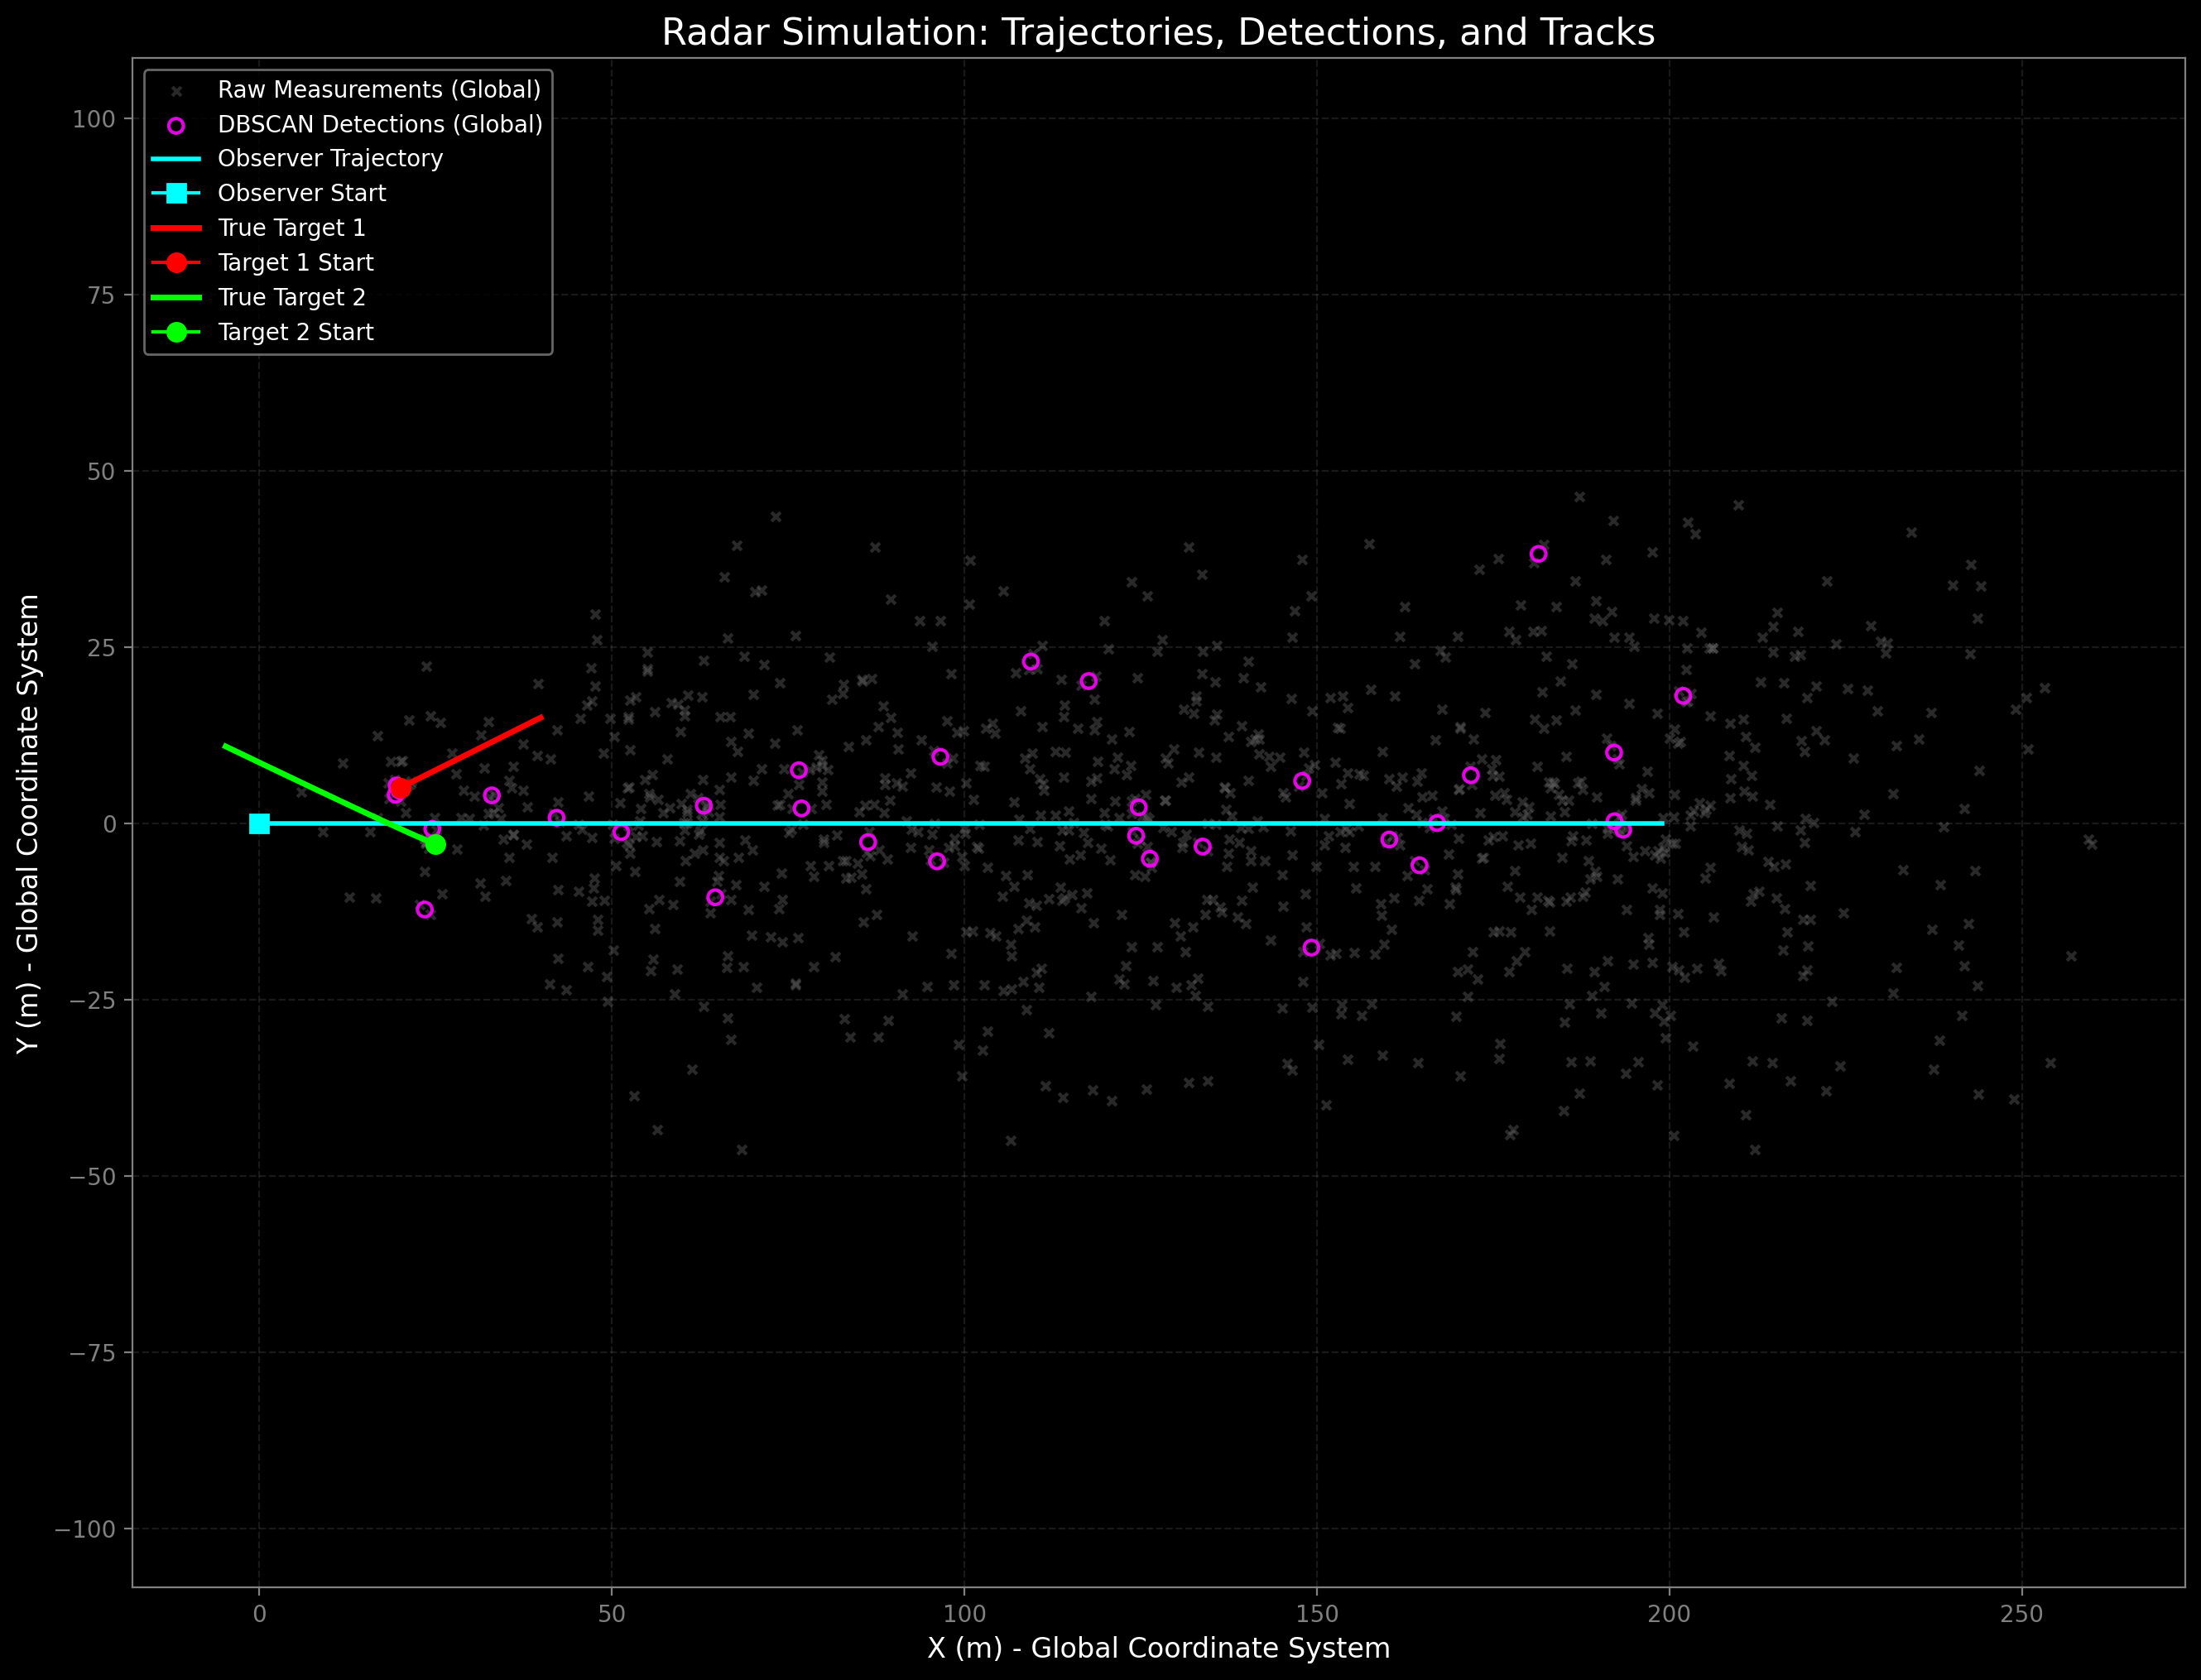 Radar Simulation: Trajectories, Detections, and Tracks
Raw Measurements (Global)
DBSCAN Detections (Global)
Observer Trajectory
Observer Start
True Target 1
Target 1 Start
True Target 2
Target 2 Start
100
75
50
25
0
−25
−50
−75
−100
Y (m) - Global Coordinate System
0
50
100
150
200
250
X (m) - Global Coordinate System